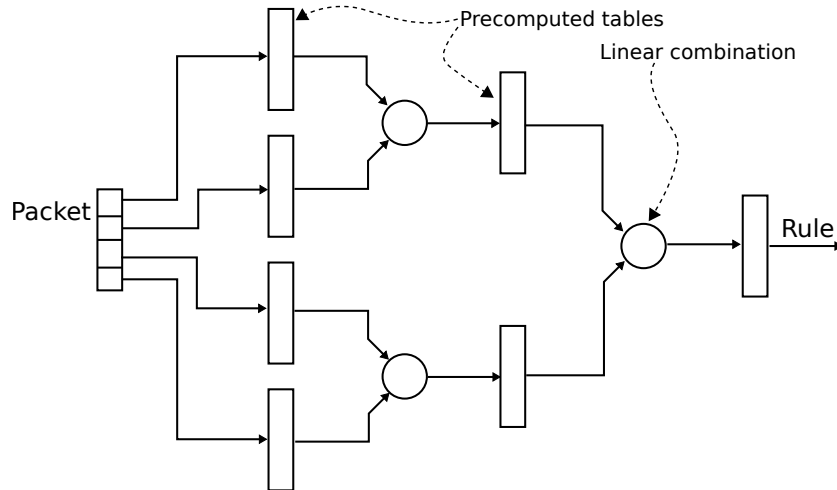 Precomputed tables
Linear combination
Packet
Rule